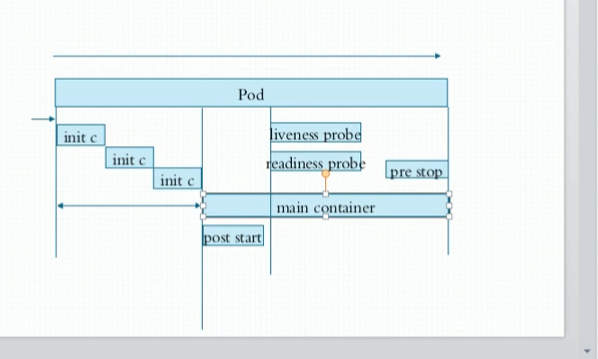 Pod
init c
liveness probe
init c
readiness probe
init c
pre stop
main container
post start